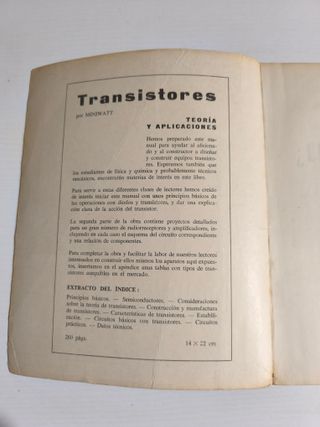 Transistores
por MINIWATT
TEORÍA
Y APLICACIONES
Hemos preparado este ma-
nual para ayudar al aficiona-
do y al constructor a diseñar
y construir equipos transisto-
res. Esperamos también que
los estudiantes de física y química y probablemente técnicos
mecánicos, encontrarán materias de interés en este libro.
Para servir a estas diferentes clases de lectores hemos creído
de interés iniciar este manual con unos principios básicos de
las operaciones con diodos y transistores, y dar una explica-
ción clara de la acción del transistor.
La segunda parte de la obra contiene proyectos detallados
para un gran número de radiorreceptores y amplificadores, in-
cluyendo en cada caso el esquema del circuito correspondiente
y una relación de componentes.
Para completar la obra y facilitar la labor de nuestros lectores
interesados en construir ellos mismos los aparatos aquí expues-
tos, insertamos en el apéndice unas tablas con tipos de tran-
sistores asequibles en el mercado.
EXTRACTO DEL ÍNDICE:
Principios básicos. — Semiconductores. — Consideraciones
sobre la teoría de transistores. — Construcción y manufactura
de transistores. — Características de transistores. — Estabili-
zación. — Circuitos básicos con transistores. — Circuitos
prácticos. — Datos técnicos.
205 págs. 14 × 22 cm.